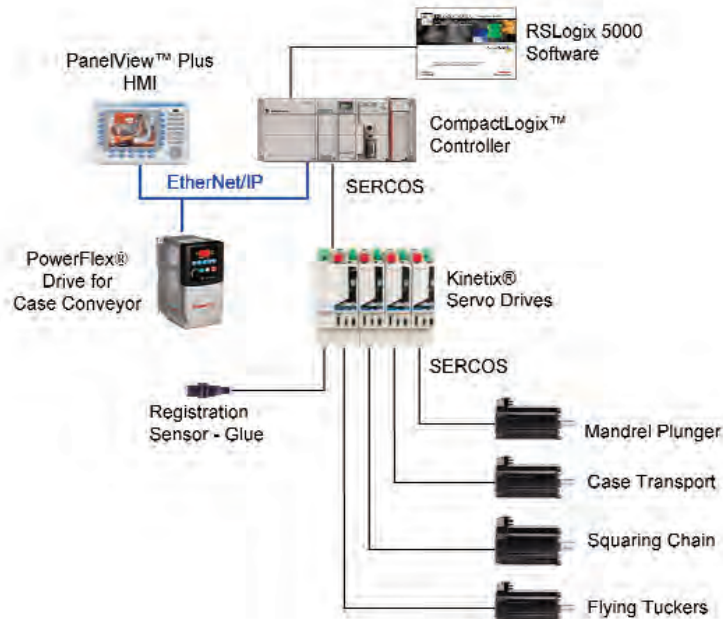 RSLogix 5000
Software
PanelView™ Plus
HMI
CompactLogix™
Controller
EtherNet/IP
SERCOS
PowerFlex®
Drive for
Case Conveyor
Kinetix®
Servo Drives
SERCOS
Registration
Sensor - Glue
Mandrel Plunger
Case Transport
Squaring Chain
Flying Tuckers